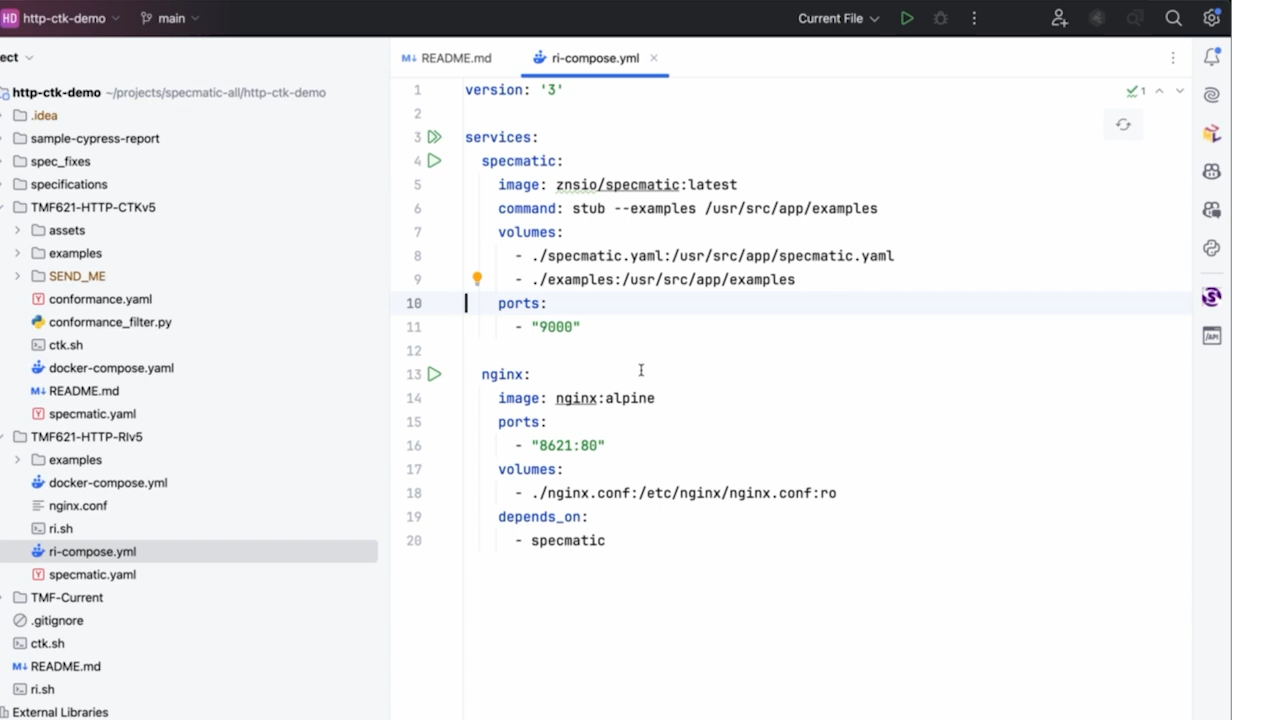 HD http-ctk-demo main Current File
ect
README.md ri-compose.yml
http-ctk-demo ~/projects/specmatic-all/http-ctk-demo
.idea
sample-cypress-report
spec_fixes
specifications
TMF621-HTTP-CTKv5
assets
examples
SEND_ME
conformance.yaml
conformance_filter.py
ctk.sh
docker-compose.yaml
README.md
specmatic.yaml
TMF621-HTTP-RIv5
examples
docker-compose.yml
nginx.conf
ri.sh
ri-compose.yml
specmatic.yaml
TMF-Current
.gitignore
ctk.sh
README.md
ri.sh
External Libraries
1 version: '3'
2
3 services:
4 specmatic:
5 image: znsio/specmatic:latest
6 command: stub --examples /usr/src/app/examples
7 volumes:
8 - ./specmatic.yaml:/usr/src/app/specmatic.yaml
9 - ./examples:/usr/src/app/examples
10 ports:
11 - "9000"
12
13 nginx:
14 image: nginx:alpine
15 ports:
16 - "8621:80"
17 volumes:
18 - ./nginx.conf:/etc/nginx/nginx.conf:ro
19 depends_on:
20 - specmatic
1